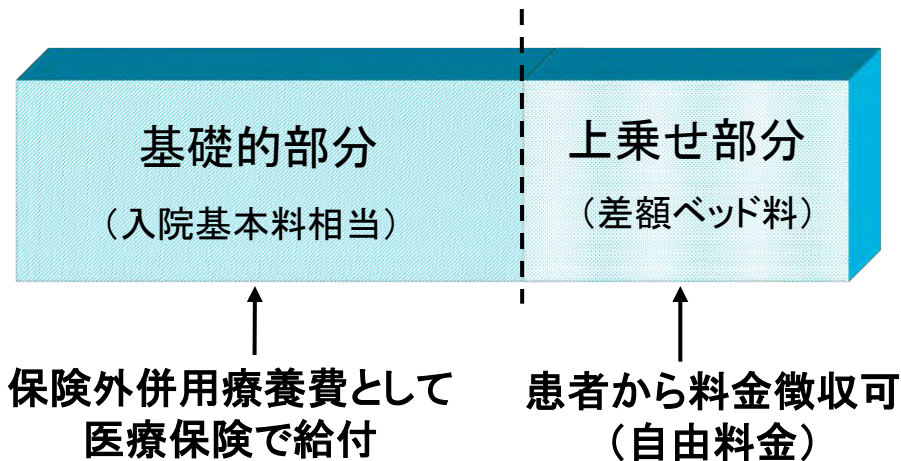 基礎的部分
（入院基本料相当）
上乗せ部分
（差額ベッド料）
保険外併用療養費として
医療保険で給付
患者から料金徴収可
（自由料金）